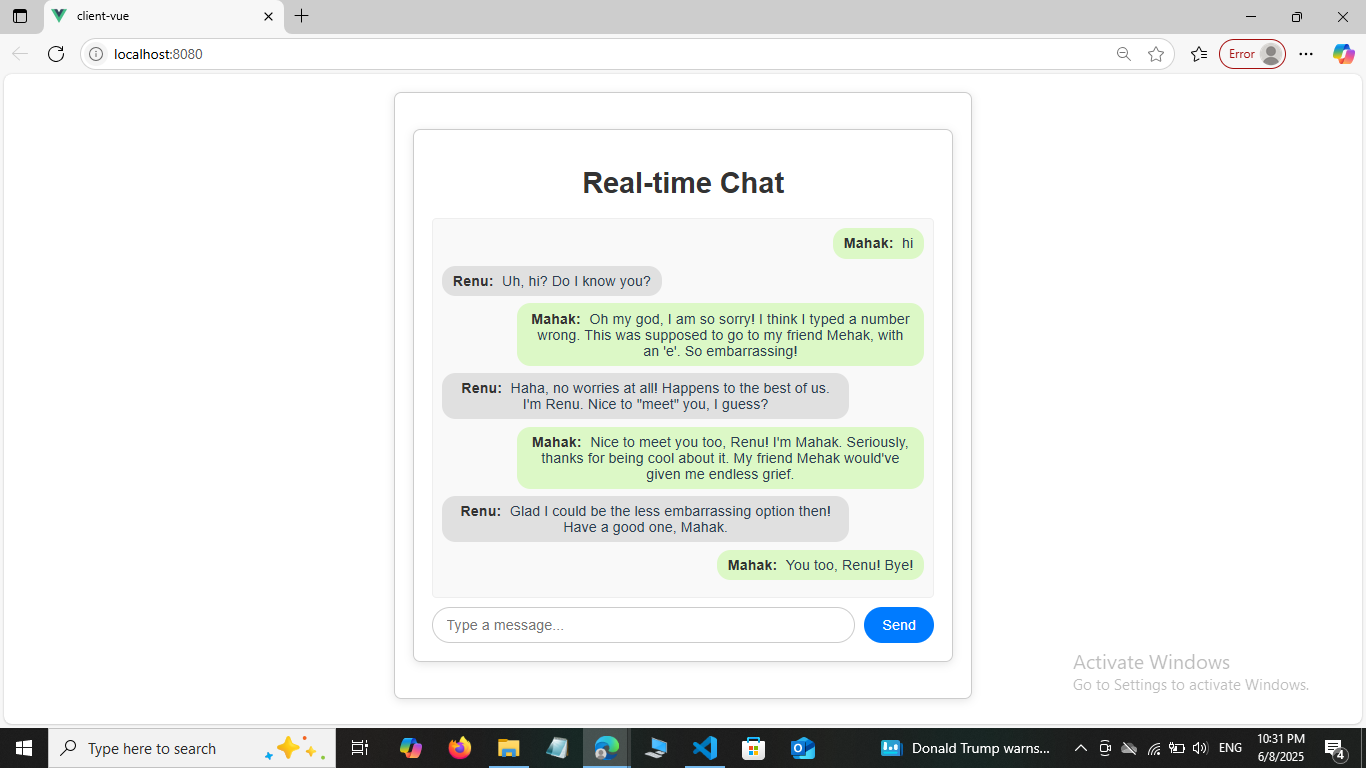 client-vue
localhost:8080
Error
Real-time Chat
Mahak: hi
Renu: Uh, hi? Do I know you?
Mahak: Oh my god, I am so sorry! I think I typed a number
wrong. This was supposed to go to my friend Mehak, with
an 'e'. So embarrassing!
Renu: Haha, no worries at all! Happens to the best of us.
I'm Renu. Nice to "meet" you, I guess?
Mahak: Nice to meet you too, Renu! I'm Mahak. Seriously,
thanks for being cool about it. My friend Mehak would've
given me endless grief.
Renu: Glad I could be the less embarrassing option then!
Have a good one, Mahak.
Mahak: You too, Renu! Bye!
Type a message...
Send
Activate Windows
Go to Settings to activate Windows.
Type here to search
Donald Trump warns...
ENG
10:31 PM
6/8/2025
4